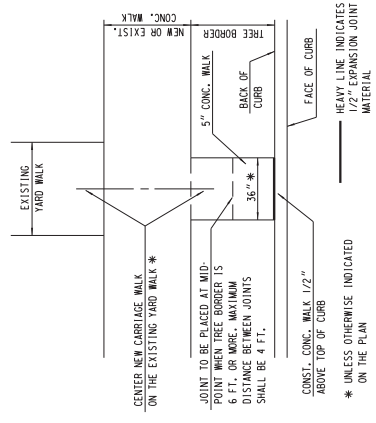 EXISTING
YARD WALK
NEW OR EXIST.
CONC. WALK
TREE BORDER
CENTER NEW CARRIAGE WALK
ON THE EXISTING YARD WALK *
5" CONC. WALK
BACK OF
CURB
36" *
JOINT TO BE PLACED AT MID-
POINT WHEN TREE BORDER IS
6 FT. OR MORE. MAXIMUM
DISTANCE BETWEEN JOINTS
SHALL BE 4 FT.
FACE OF CURB
CONST. CONC. WALK 1/2"
ABOVE TOP OF CURB
* UNLESS OTHERWISE INDICATED
ON THE PLAN
HEAVY LINE INDICATES
1/2" EXPANSION JOINT
MATERIAL